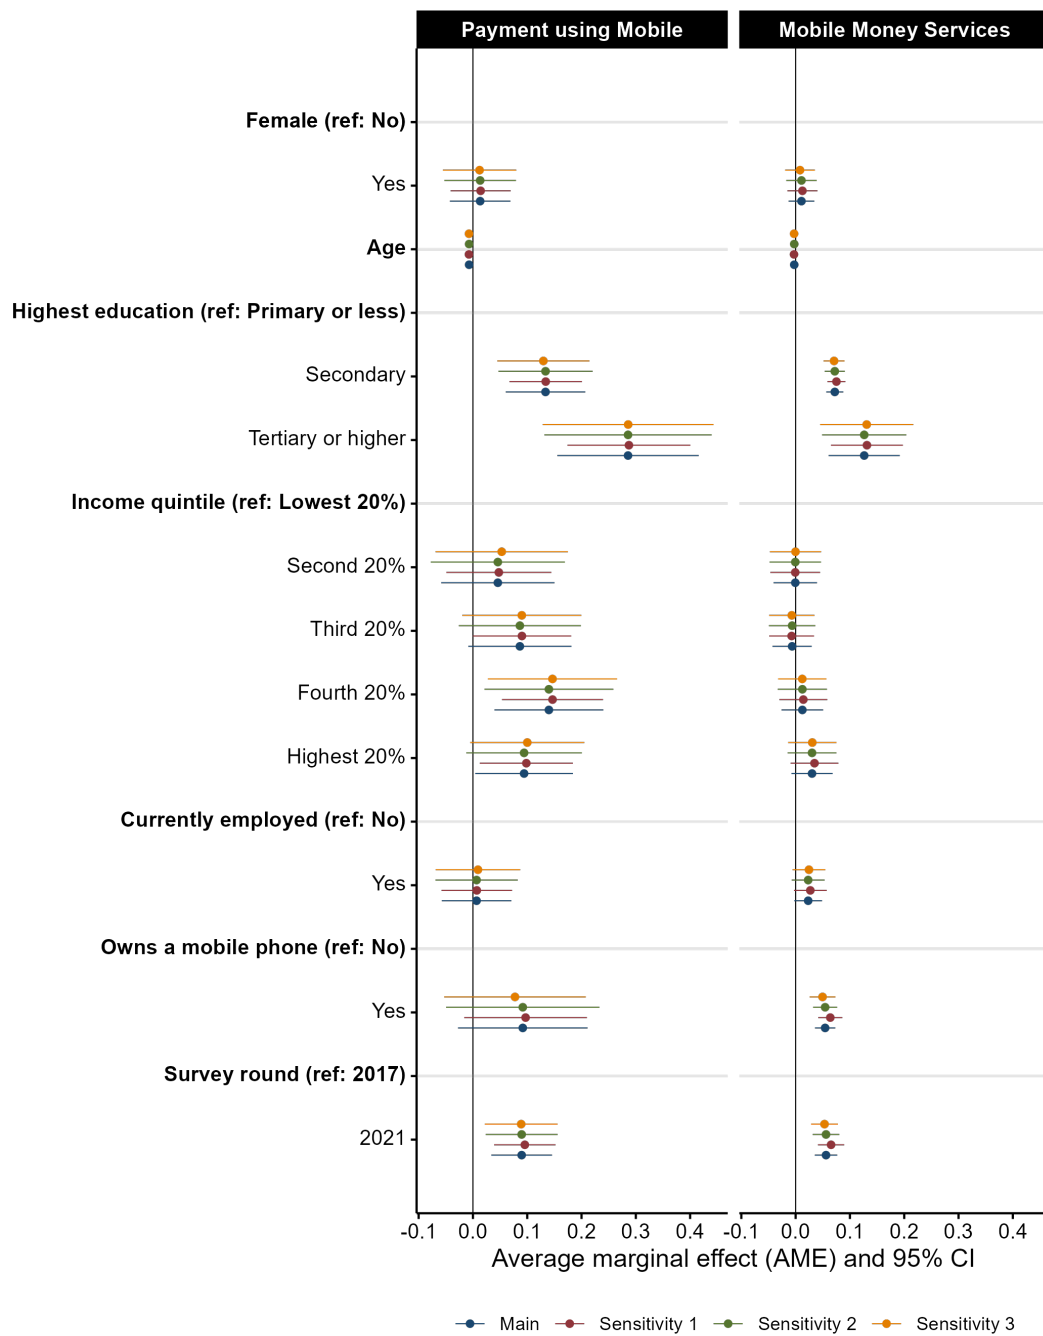 Payment using Mobile Mobile Money Services
Female (ref: No)
Yes
Age
Highest education (ref: Primary or less)
Secondary
Tertiary or higher
Income quintile (ref: Lowest 20%)
Second 20%
Third 20%
Fourth 20%
Highest 20%
Currently employed (ref: No)
Yes
Owns a mobile phone (ref: No)
Yes
Survey round (ref: 2017)
2021
-0.1 0.0 0.1 0.2 0.3 0.4 -0.1 0.0 0.1 0.2 0.3 0.4
Average marginal effect (AME) and 95% CI
Main Sensitivity 1 Sensitivity 2 Sensitivity 3